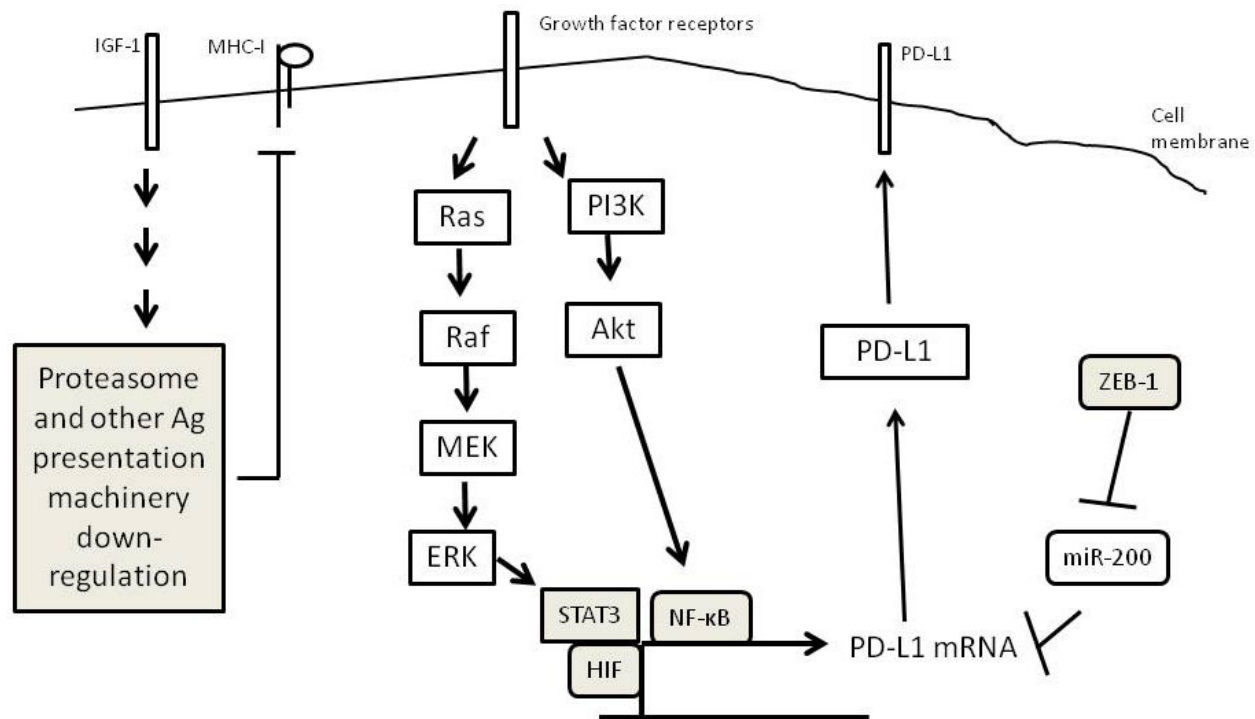 IGF-1
MHC-I
Growth factor receptors
PD-L1
Cell
membrane
Ras
PI3K
Raf
Akt
PD-L1
ZEB-1
Proteasome
and other Ag
presentation
machinery
down-
regulation
MEK
ERK
miR-200
STAT3
NF-κB
HIF
PD-L1 mRNA